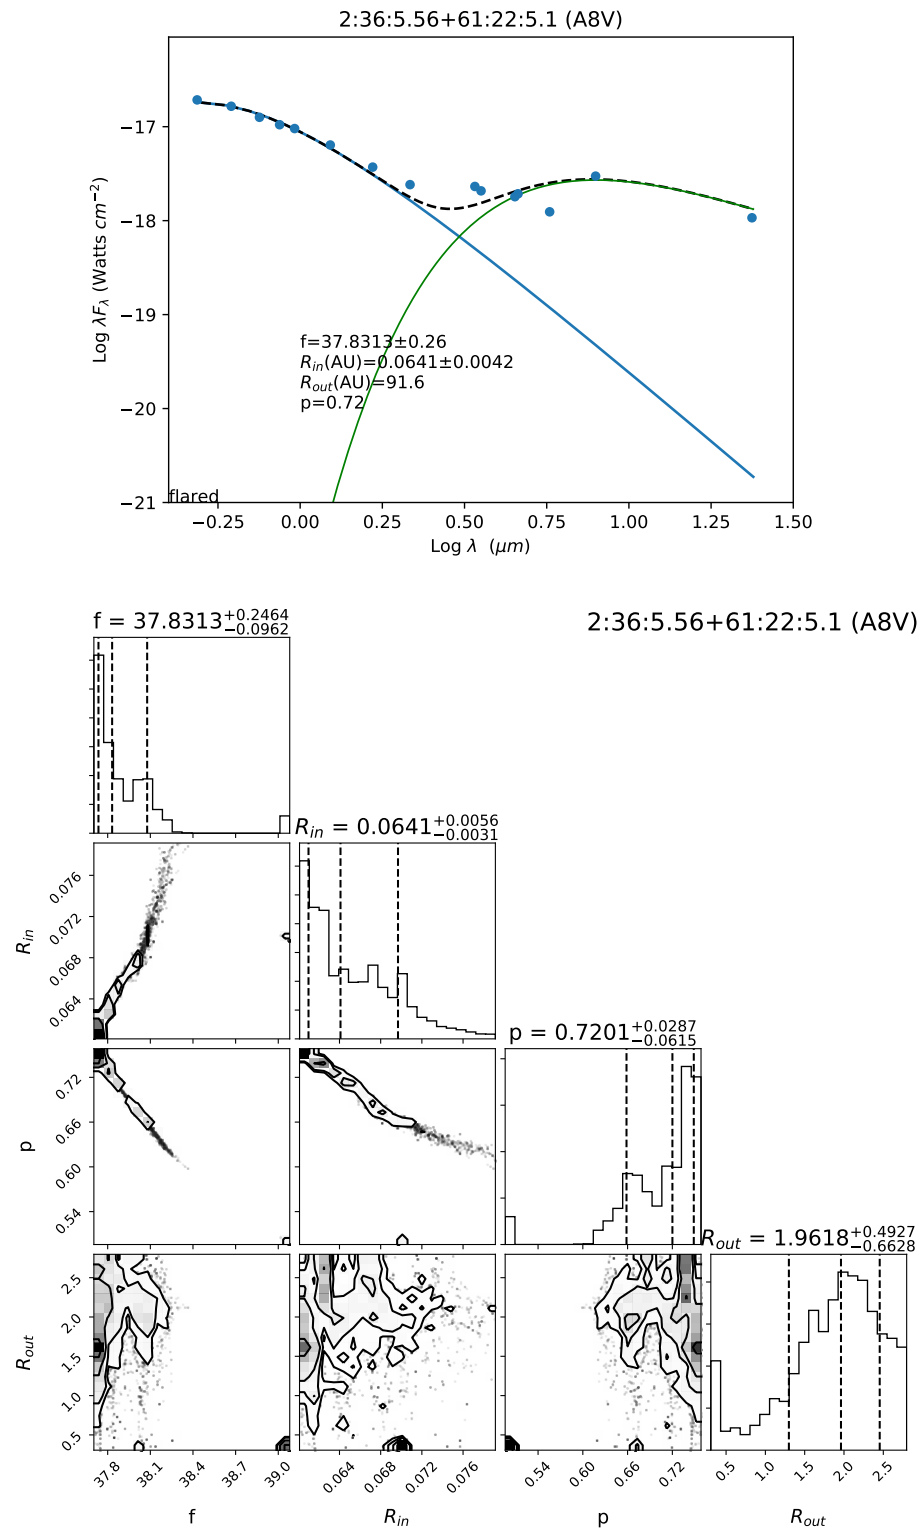 2:36:5.56+61:22:5.1 (A8V)
Log λF_λ (Watts cm⁻²)
−17
−18
−19
−20
−21
f=37.8313±0.26
R_in(AU)=0.0641±0.0042
R_out(AU)=91.6
p=0.72
flared
−0.25 0.00 0.25 0.50 0.75 1.00 1.25 1.50
Log λ (μm)
2:36:5.56+61:22:5.1 (A8V)
f = 37.8313+0.2464 −0.0962
R_in = 0.0641+0.0056 −0.0031
R_in
0.076
0.072
0.068
0.064
p = 0.7201+0.0287 −0.0615
p
0.72
0.66
0.60
0.54
R_out = 1.9618+0.4927 −0.6628
R_out
2.5
2.0
1.5
1.0
0.5
37.8 38.1 38.4 38.7 39.0
0.064 0.068 0.072 0.076
0.54 0.60 0.66 0.72
0.5 1.0 1.5 2.0 2.5
f
R_in
p
R_out